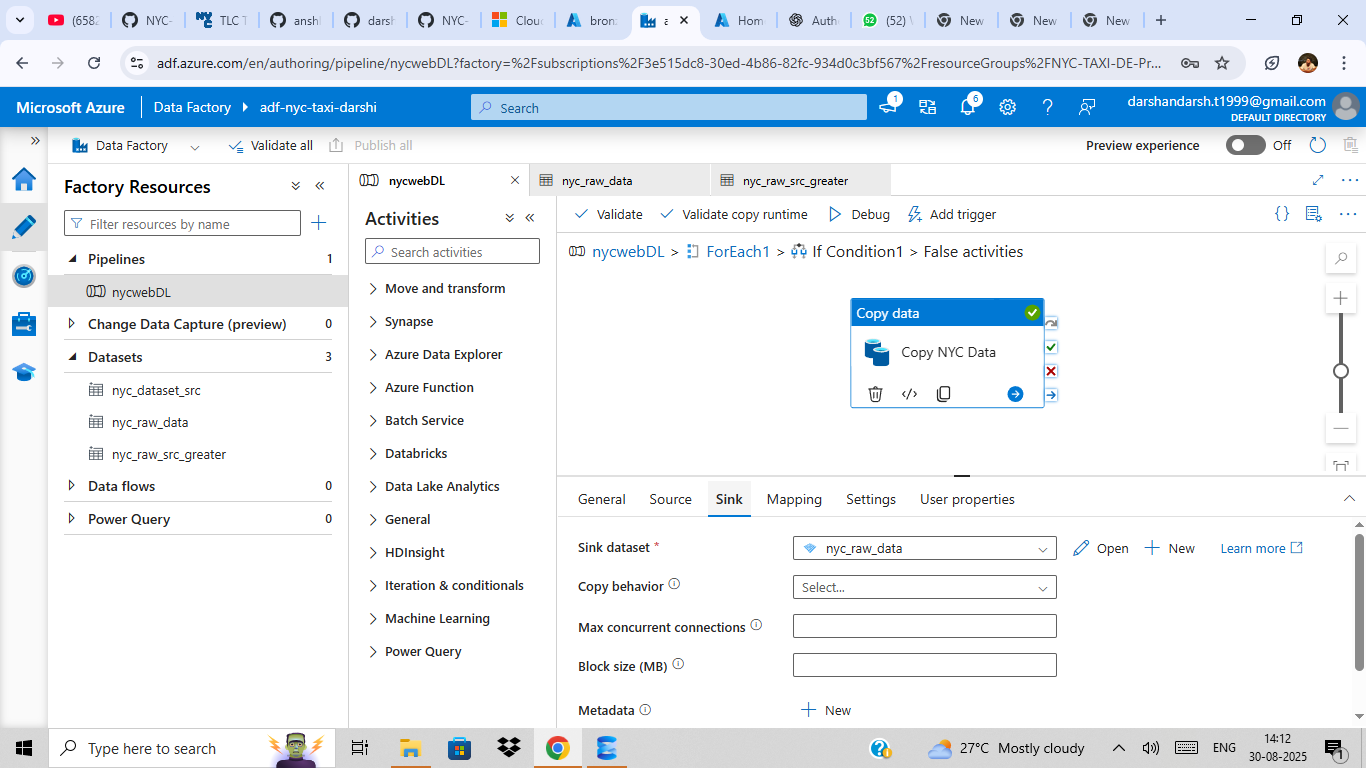 (6582
NYC-
TLC T
anshl
darsh
NYC-
Clou
bron
a
Hom
Auth
(52)
New
New
New
adf.azure.com/en/authoring/pipeline/nycwebDL?factory=%2Fsubscriptions%2F3e515dc8-30ed-4b86-82fc-934d0c3bf567%2FresourceGroups%2FNYC-TAXI-DE-Pr...
Microsoft Azure
Data Factory
adf-nyc-taxi-darshi
Search
1
6
darshandarsh.t1999@gmail.com
DEFAULT DIRECTORY
Data Factory
Validate all
Publish all
Preview experience
Off
Factory Resources
Filter resources by name
Pipelines 1
nycwebDL
Change Data Capture (preview) 0
Datasets 3
nyc_dataset_src
nyc_raw_data
nyc_raw_src_greater
Data flows 0
Power Query 0
nycwebDL
nyc_raw_data
nyc_raw_src_greater
Activities
Search activities
Move and transform
Synapse
Azure Data Explorer
Azure Function
Batch Service
Databricks
Data Lake Analytics
General
HDInsight
Iteration & conditionals
Machine Learning
Power Query
Validate
Validate copy runtime
Debug
Add trigger
nycwebDL > ForEach1 > If Condition1 > False activities
Copy data
Copy NYC Data
General
Source
Sink
Mapping
Settings
User properties
Sink dataset *
nyc_raw_data
Open
New
Learn more
Copy behavior
Select...
Max concurrent connections
Block size (MB)
Metadata
New
Type here to search
27°C Mostly cloudy
ENG
14:12
30-08-2025
1